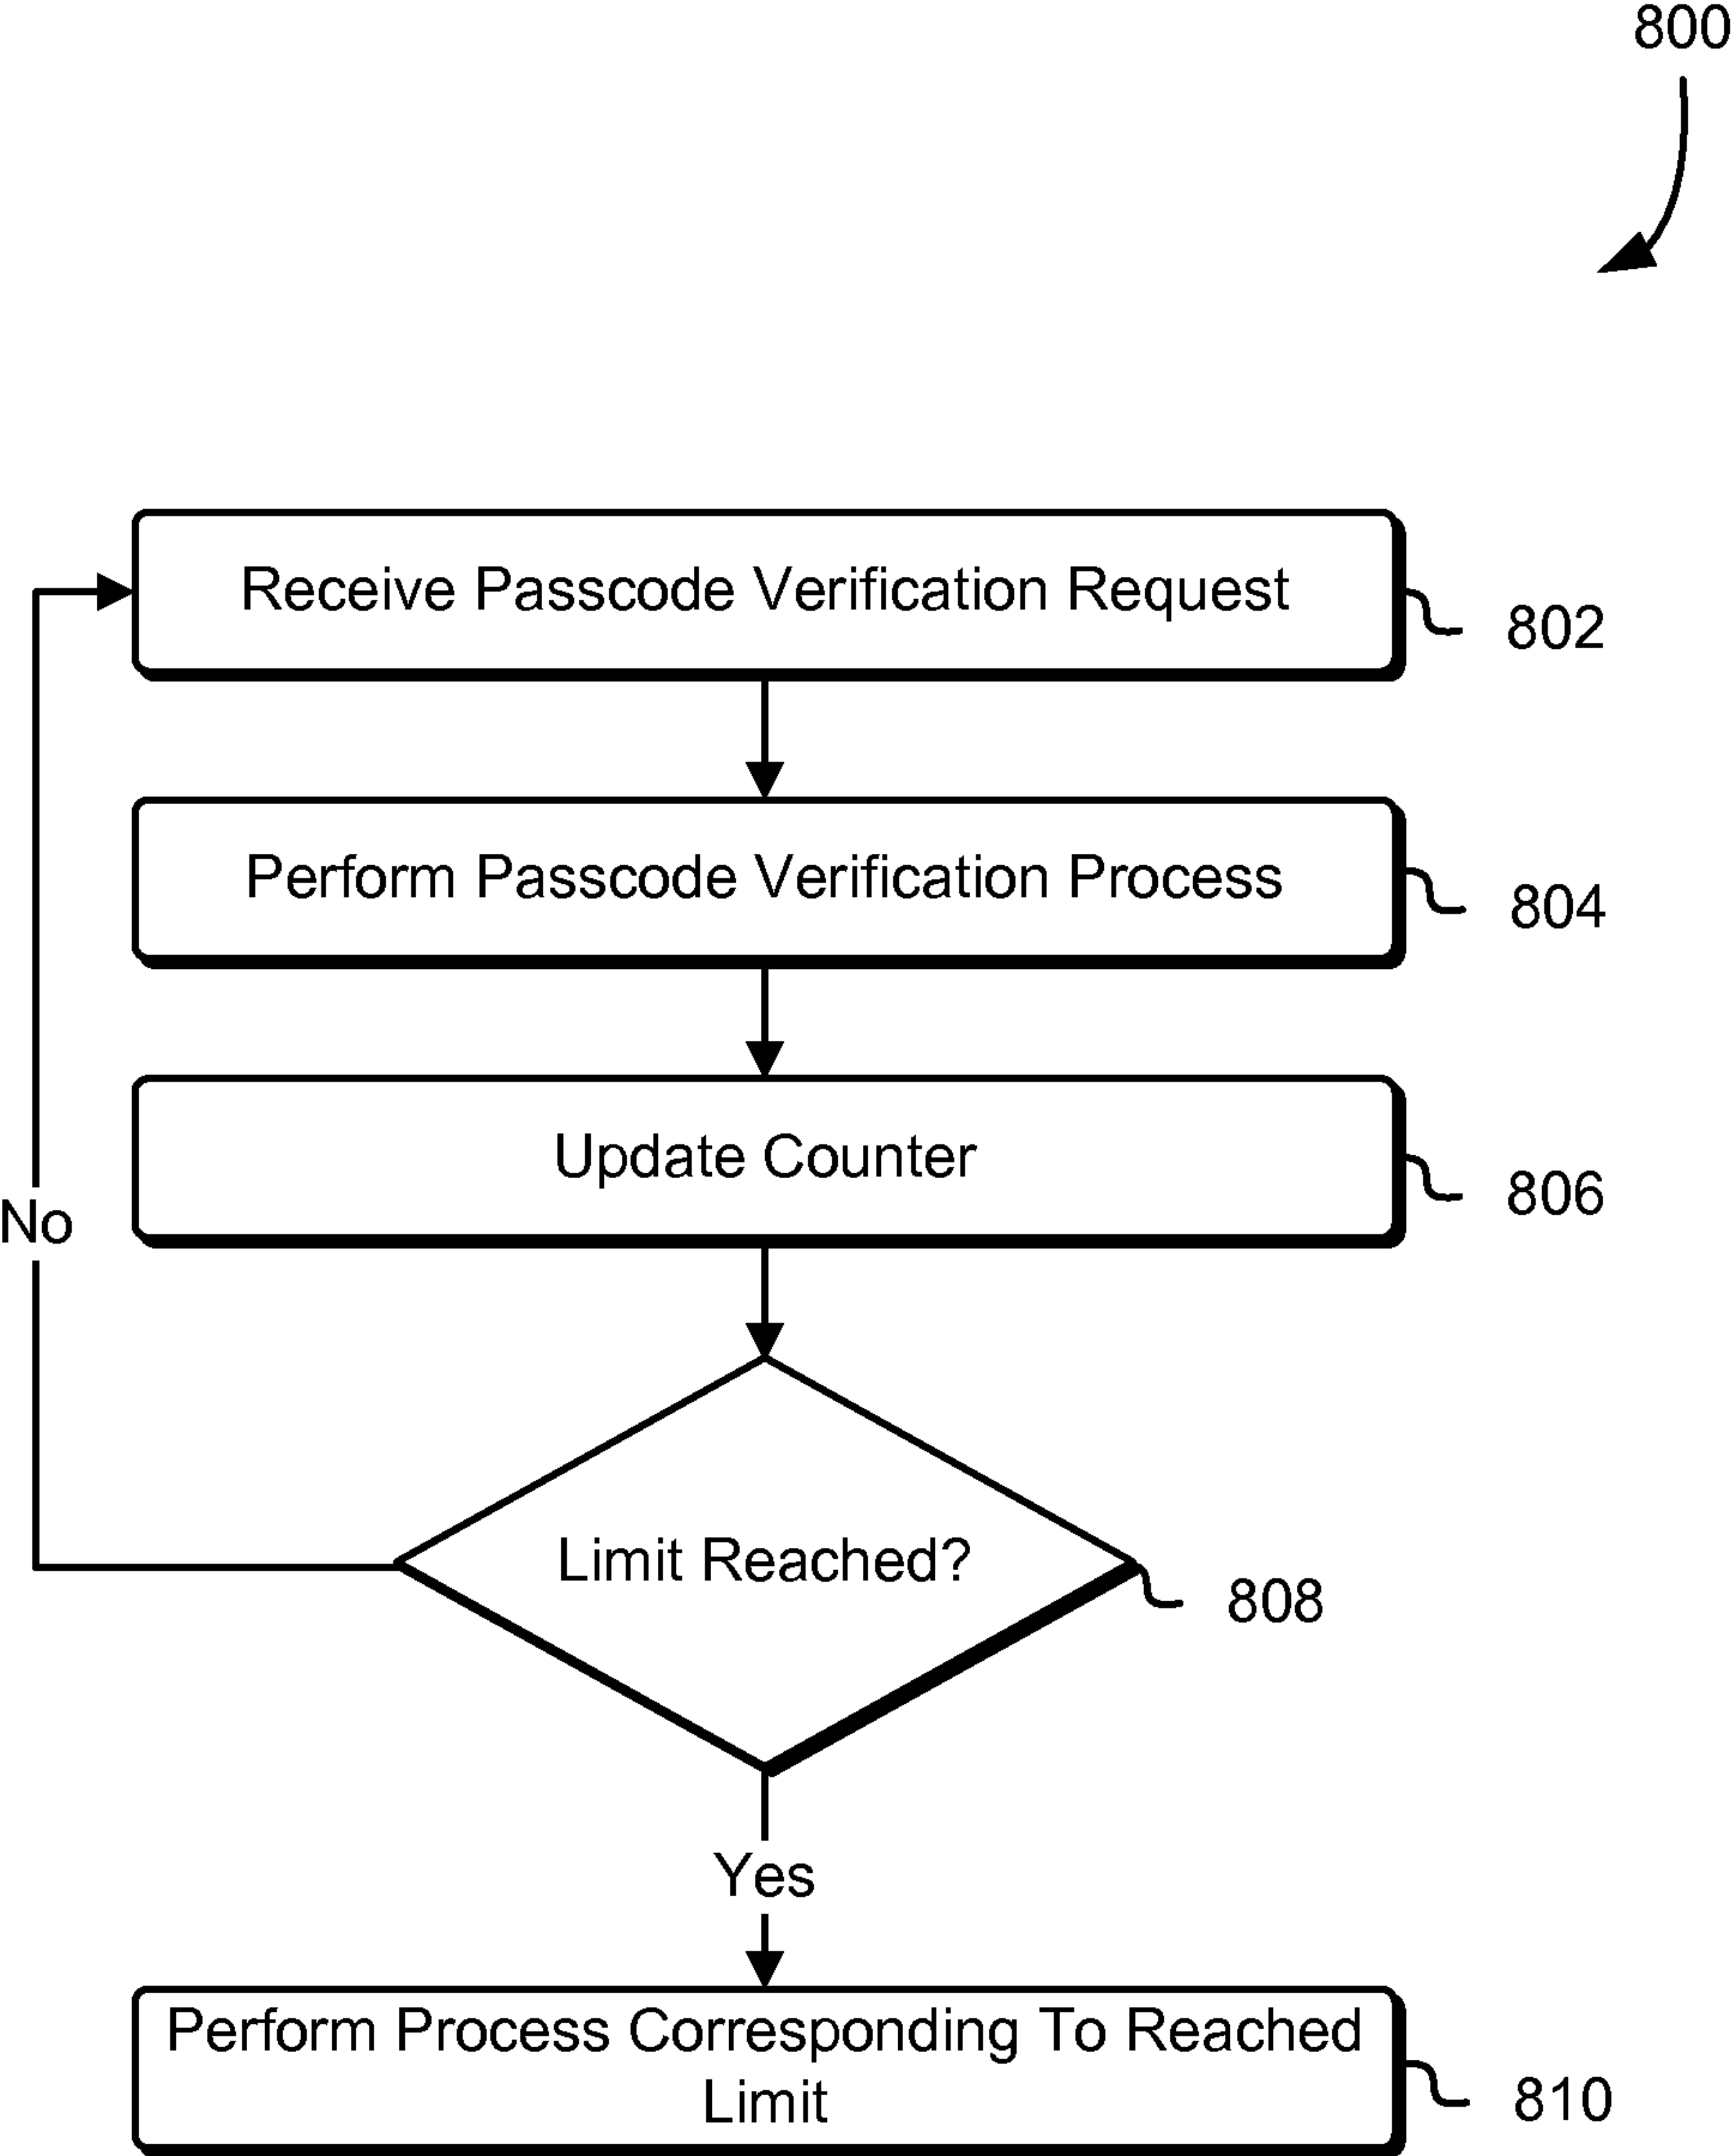 800
Receive Passcode Verification Request
802
Perform Passcode Verification Process
804
Update Counter
806
No
Limit Reached?
808
Yes
Perform Process Corresponding To Reached
Limit
810